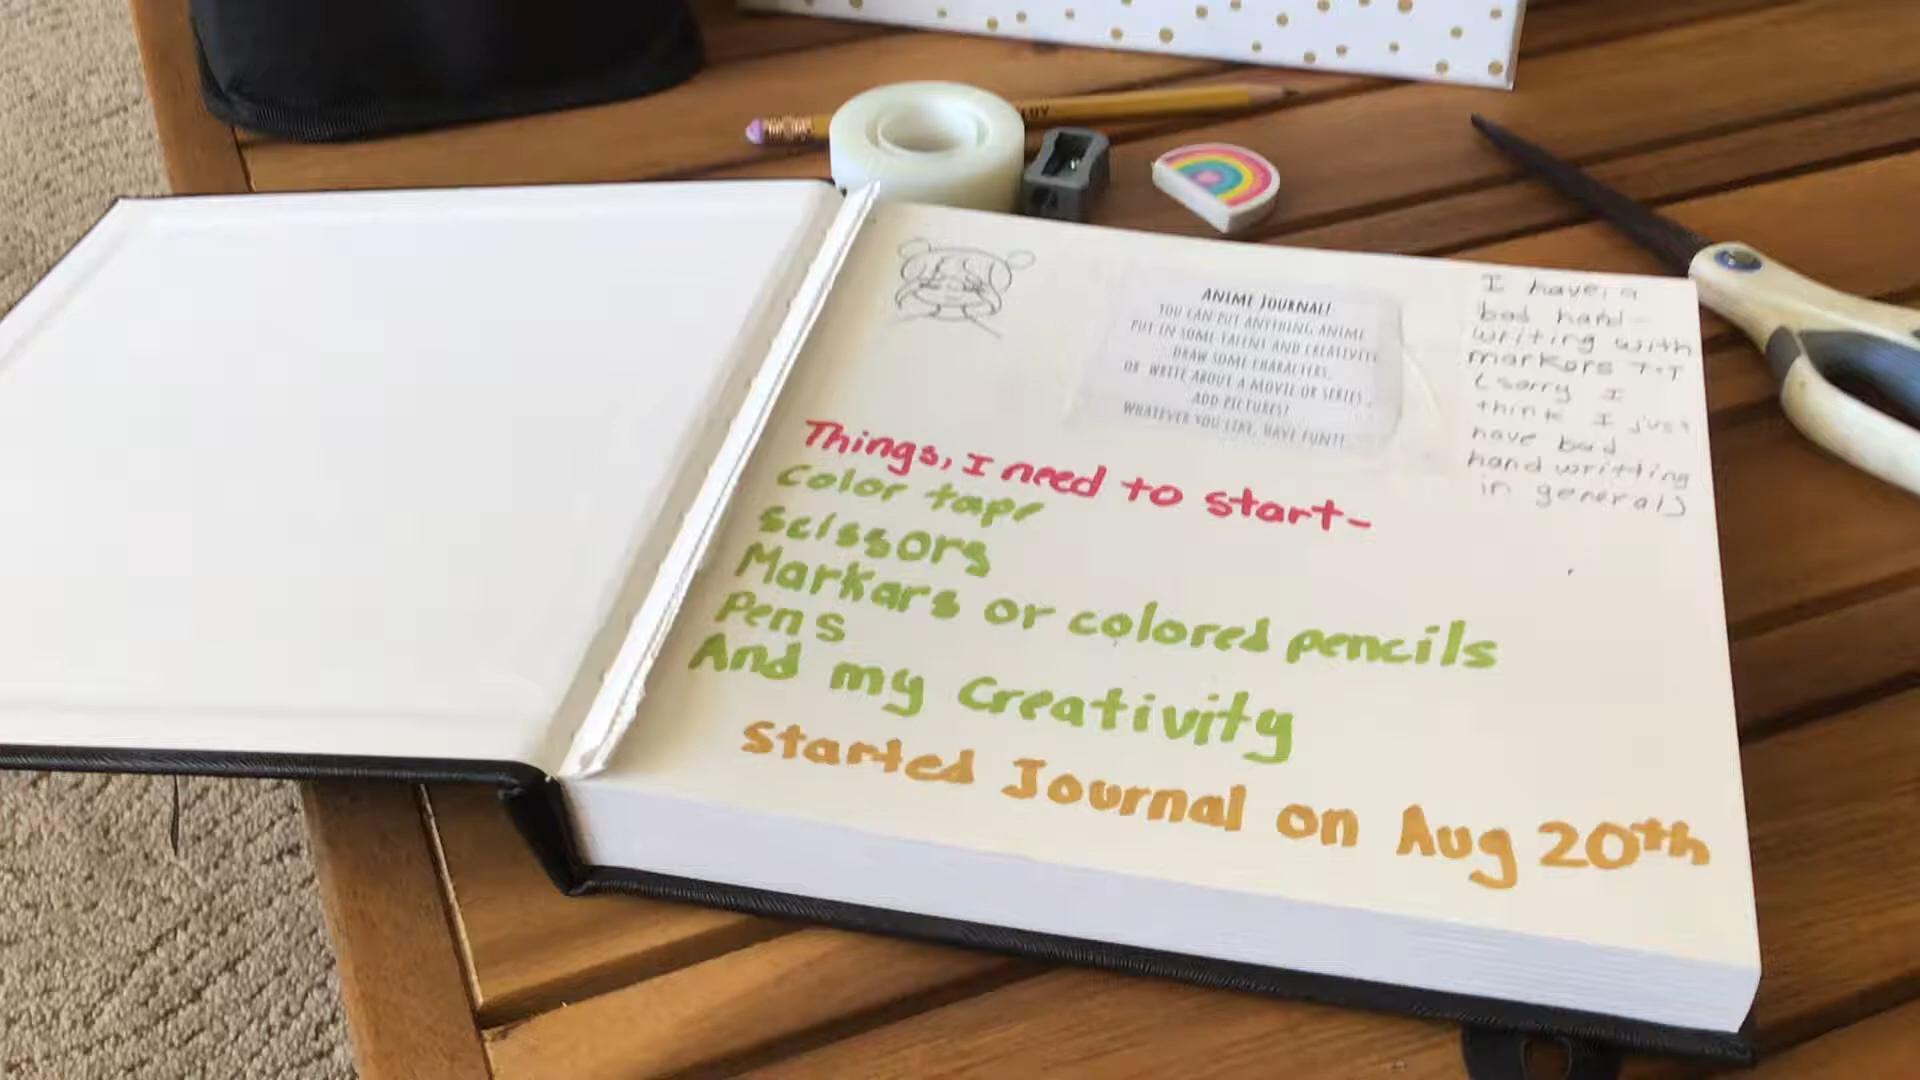 ANIME JOURNAL!
YOU CAN PUT ANYTHING ANIME
PUT IN SOME TALENT AND CREATIVITY
DRAW SOME CHARACTERS,
OR WRITE ABOUT A MOVIE OR SERIES,
ADD PICTURES!
WHATEVER YOU LIKE, HAVE FUN!!
I have a
bad hand-
writing with
markers T-T
(sorry I
think I just
have bad
hand writting
in general)
Things, I need to start-
Color tape
Scissors
Markars or colored pencils
Pens
And my Creativity
Started Journal on Aug 20th